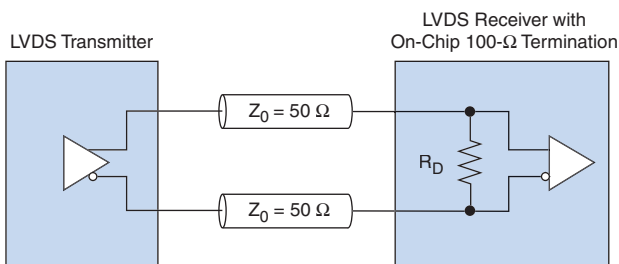 LVDS Transmitter
LVDS Receiver with
On-Chip 100-Ω Termination
Z0 = 50 Ω
RD
Z0 = 50 Ω